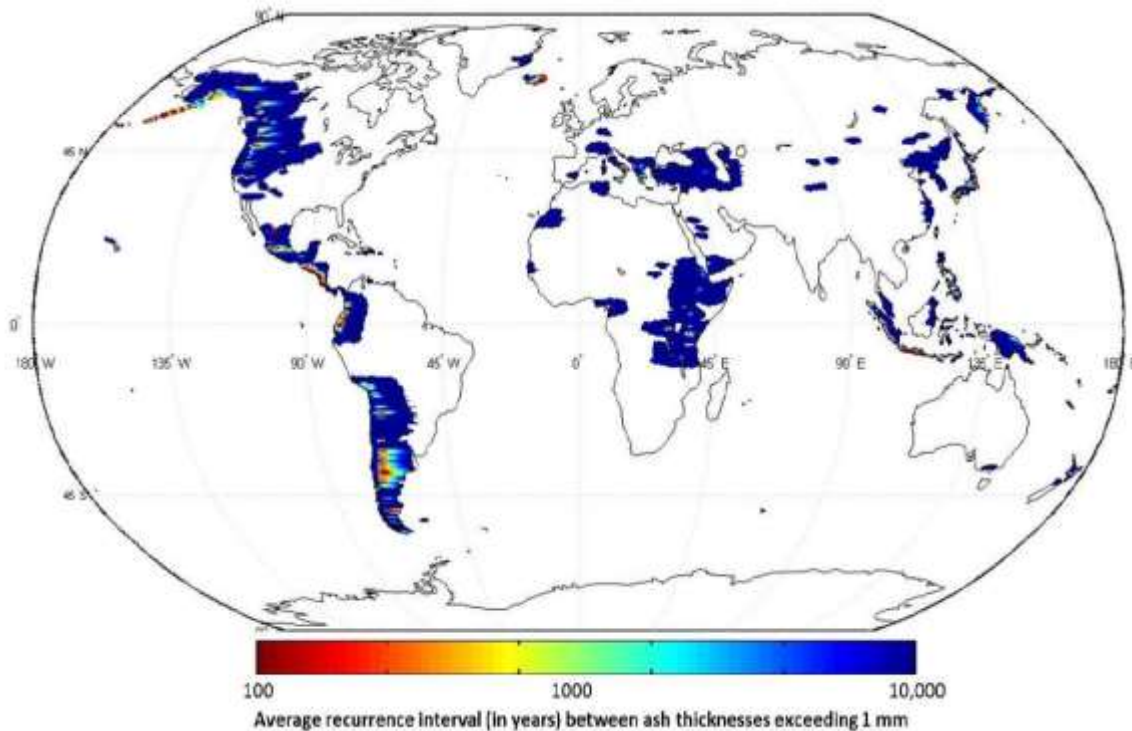 90° N
45 N
0°
180° W 135° W 90° W 45° W 0° 45° E 90° E 135° E 180° E
45 S
100 1000 10,000
Average recurrence interval (in years) between ash thicknesses exceeding 1 mm